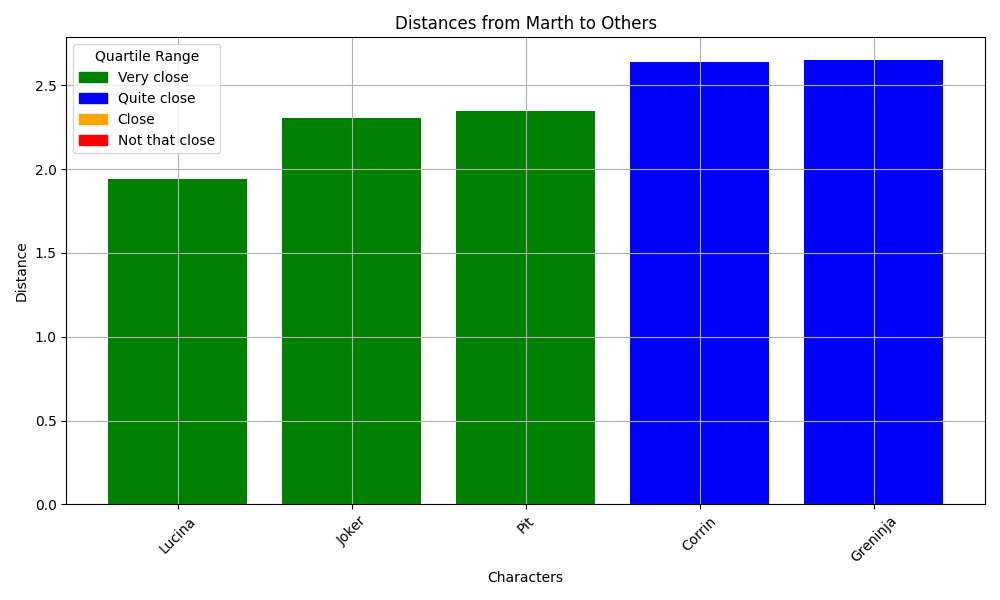 Distances from Marth to Others
Quartile Range
Very close
Quite close
Close
Not that close
Distance
2.5
2.0
1.5
1.0
0.5
0.0
Lucina
Joker
Pit
Corrin
Greninja
Characters